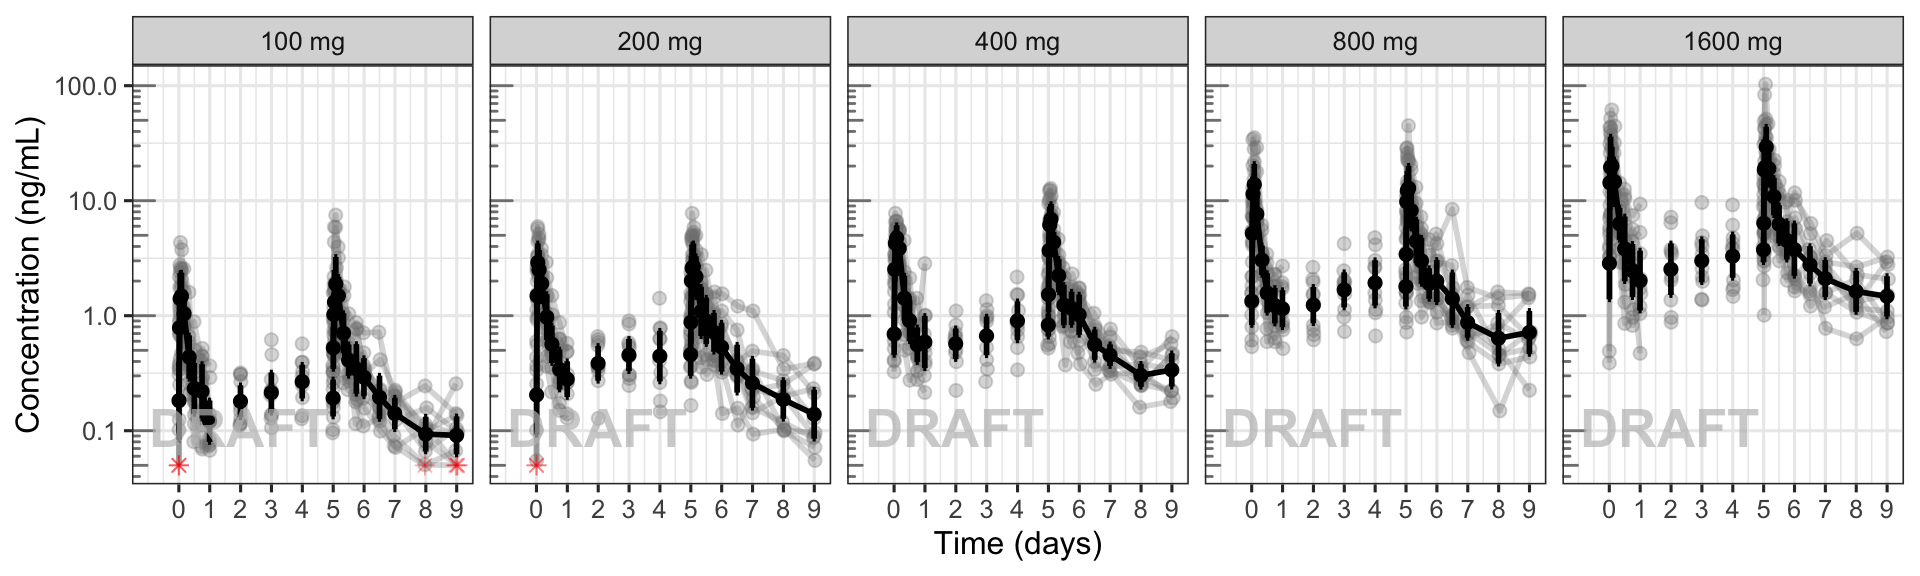 100 mg 200 mg 400 mg 800 mg 1600 mg
Concentration (ng/mL)
100.0
10.0
1.0
0.1
DRAFT DRAFT DRAFT DRAFT DRAFT
0 1 2 3 4 5 6 7 8 9 0 1 2 3 4 5 6 7 8 9 0 1 2 3 4 5 6 7 8 9 0 1 2 3 4 5 6 7 8 9 0 1 2 3 4 5 6 7 8 9
Time (days)